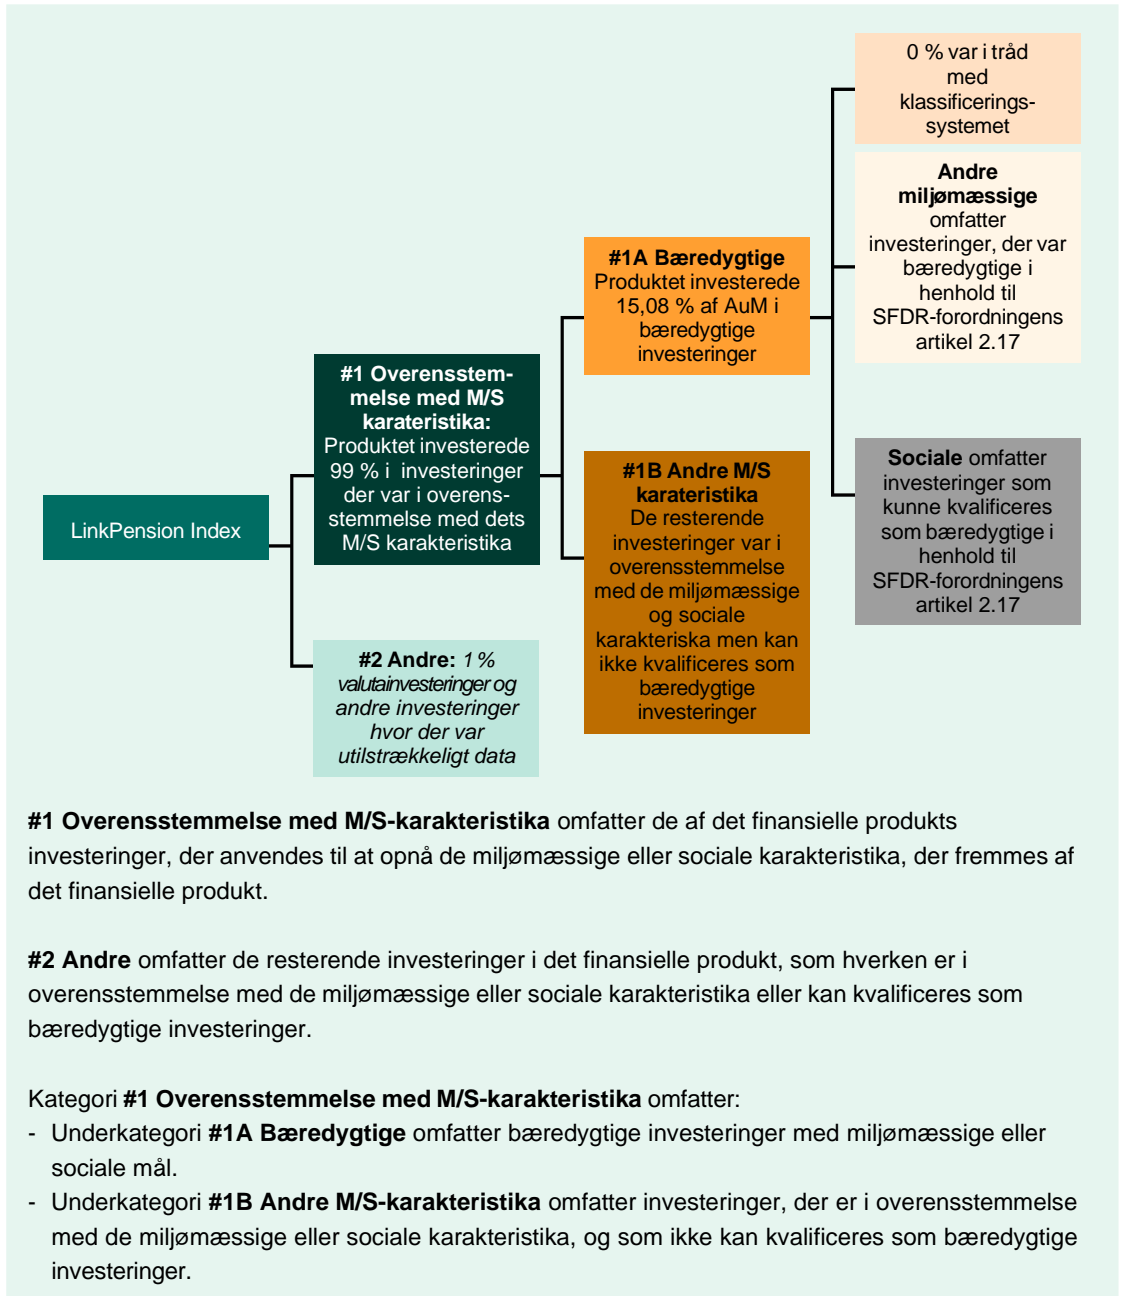 0 % var i tråd
med
klassificerings-
systemet
Andre
miljømæssige
omfatter
investeringer, der var
bæredygtige i
henhold til
SFDR-forordningens
artikel 2.17
#1A Bæredygtige
Produktet investerede
15,08 % af AuM i
bæredygtige
investeringer
#1 Overensstem-
melse med M/S
karateristika:
Produktet investerede
99 % i investeringer
der var i overens-
stemmelse med dets
M/S karakteristika
#1B Andre M/S
karateristika
De resterende
investeringer var i
overensstemmelse
med de miljømæssige
og sociale
karakteriska men kan
ikke kvalificeres som
bæredygtige
investeringer
Sociale omfatter
investeringer som
kunne kvalificeres
som bæredygtige i
henhold til
SFDR-forordningens
artikel 2.17
LinkPension Index
#2 Andre: 1 %
valutainvesteringer og
andre investeringer
hvor der var
utilstrækkeligt data
#1 Overensstemmelse med M/S-karakteristika omfatter de af det finansielle produkts
investeringer, der anvendes til at opnå de miljømæssige eller sociale karakteristika, der fremmes af
det finansielle produkt.
#2 Andre omfatter de resterende investeringer i det finansielle produkt, som hverken er i
overensstemmelse med de miljømæssige eller sociale karakteristika eller kan kvalificeres som
bæredygtige investeringer.
Kategori #1 Overensstemmelse med M/S-karakteristika omfatter:
- Underkategori #1A Bæredygtige omfatter bæredygtige investeringer med miljømæssige eller
sociale mål.
- Underkategori #1B Andre M/S-karakteristika omfatter investeringer, der er i overensstemmelse
med de miljømæssige eller sociale karakteristika, og som ikke kan kvalificeres som bæredygtige
investeringer.